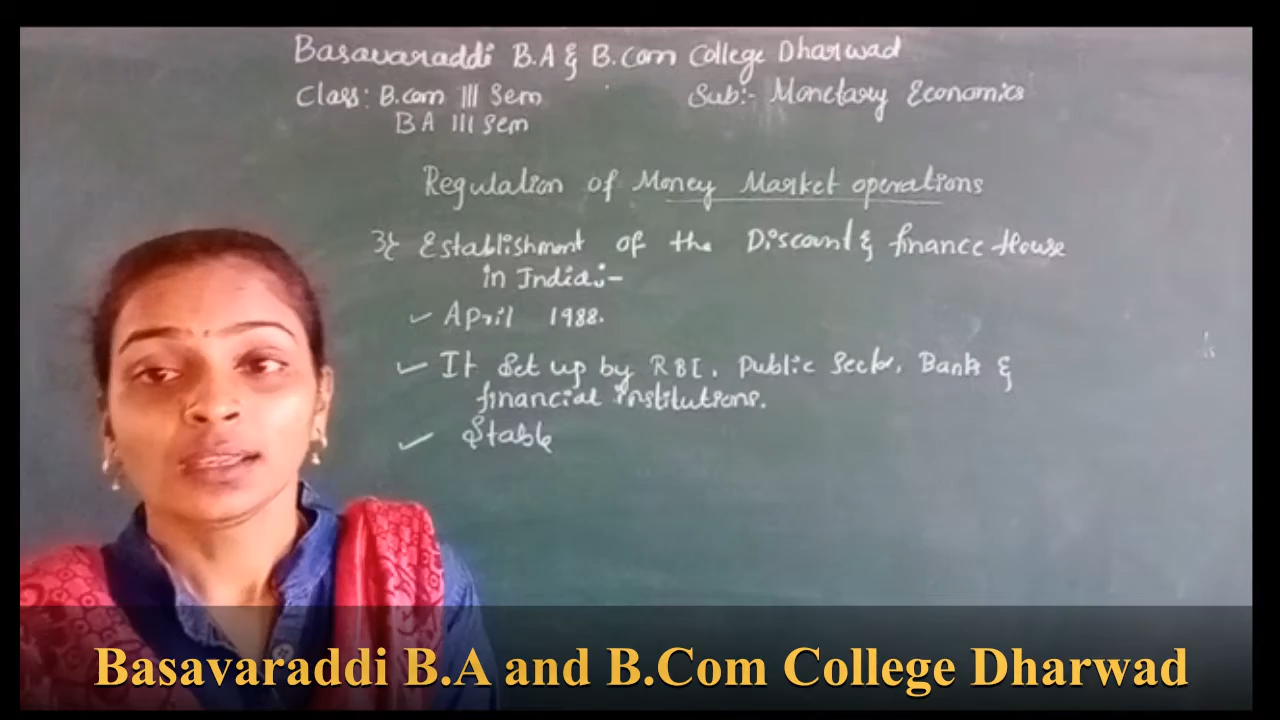 Basavaraddi B.A & B.Com College Dharwad
Class: B.com III Sem Sub:- Monetary Economics
BA III Sem
Regulation of Money Market operations
3} Establishment of the Discount & finance House
in India:-
April 1988.
It Set up by RBI, Public Sector, Bank &
financial institutions.
Stable
Basavaraddi B.A and B.Com College Dharwad